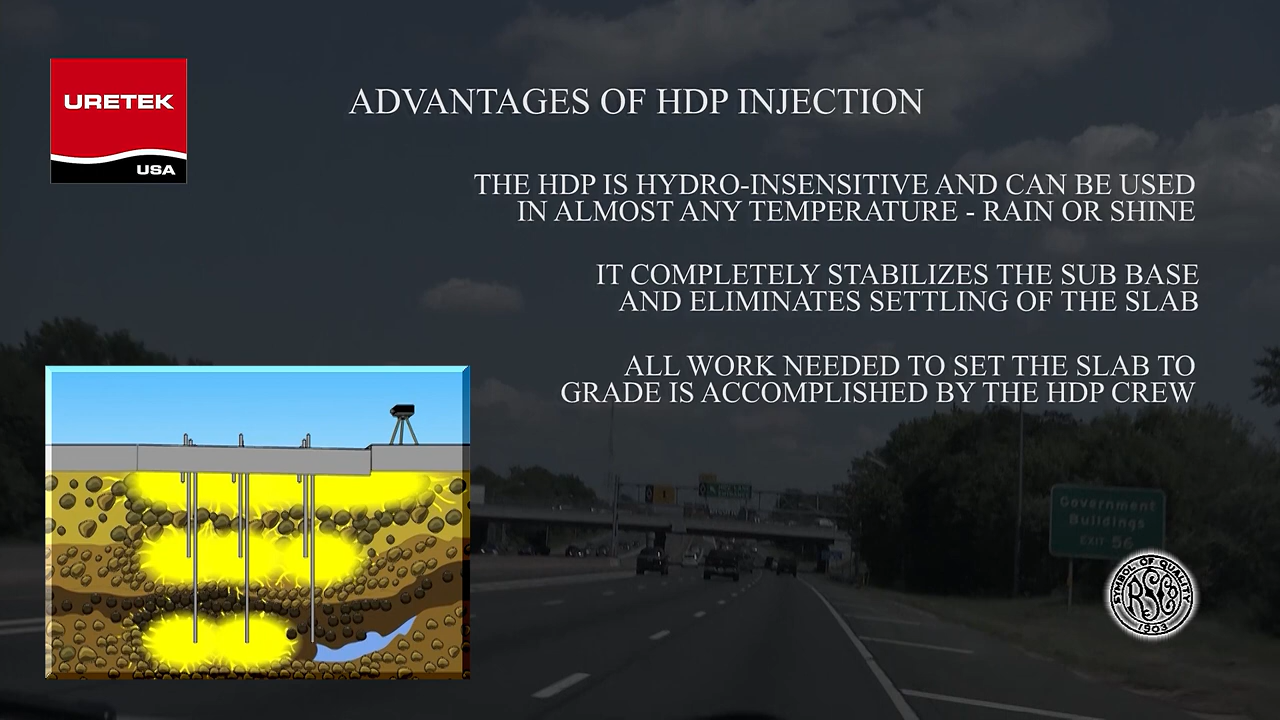 URETEK
USA
ADVANTAGES OF HDP INJECTION
THE HDP IS HYDRO-INSENSITIVE AND CAN BE USED
IN ALMOST ANY TEMPERATURE - RAIN OR SHINE
IT COMPLETELY STABILIZES THE SUB BASE
AND ELIMINATES SETTLING OF THE SLAB
ALL WORK NEEDED TO SET THE SLAB TO
GRADE IS ACCOMPLISHED BY THE HDP CREW
Government
Buildings
EXIT 56
SYMBOL OF QUALITY
1903